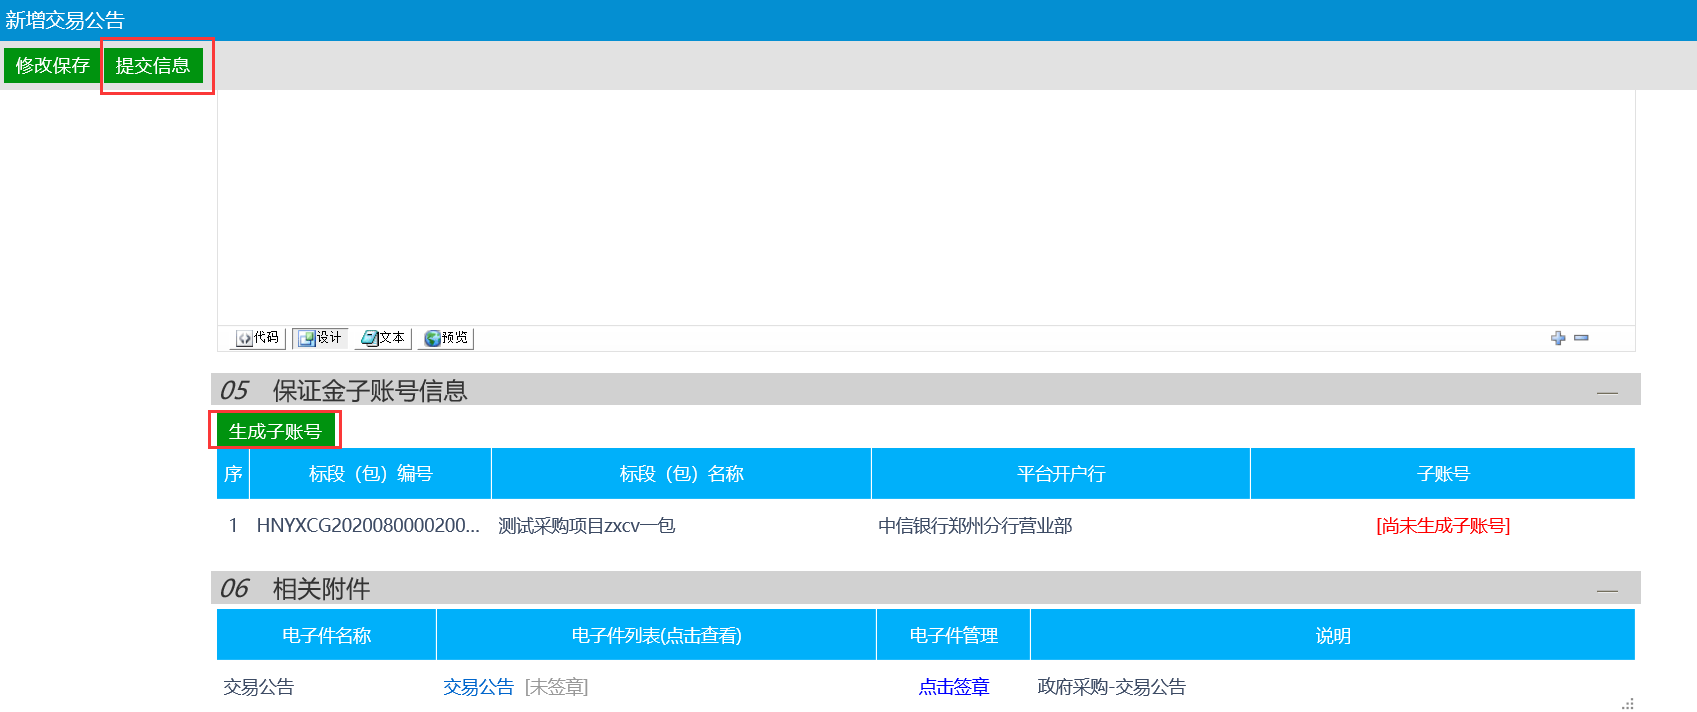 新增交易公告
修改保存 提交信息
代码 设计 文本 预览
05 保证金子账号信息
生成子账号
序 标段（包）编号 标段（包）名称 平台开户行 子账号
1 HNYXCG2020080000200... 测试采购项目zxcv一包 中信银行郑州分行营业部 [尚未生成子账号]
06 相关附件
电子件名称 电子件列表(点击查看) 电子件管理 说明
交易公告 交易公告 [未签章] 点击签章 政府采购-交易公告